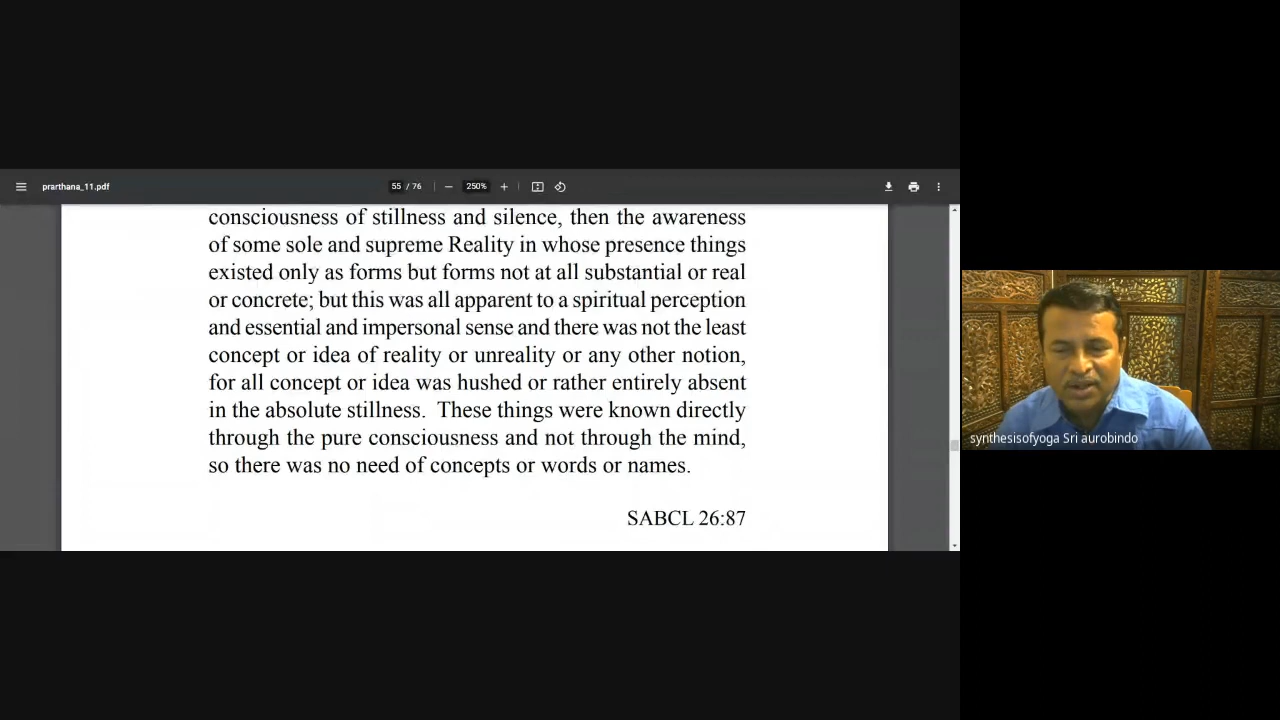 prarthana_11.pdf
55 / 76
250%
consciousness of stillness and silence, then the awareness
of some sole and supreme Reality in whose presence things
existed only as forms but forms not at all substantial or real
or concrete; but this was all apparent to a spiritual perception
and essential and impersonal sense and there was not the least
concept or idea of reality or unreality or any other notion,
for all concept or idea was hushed or rather entirely absent
in the absolute stillness. These things were known directly
through the pure consciousness and not through the mind,
so there was no need of concepts or words or names.
SABCL 26:87
synthesisofyoga Sri aurobindo